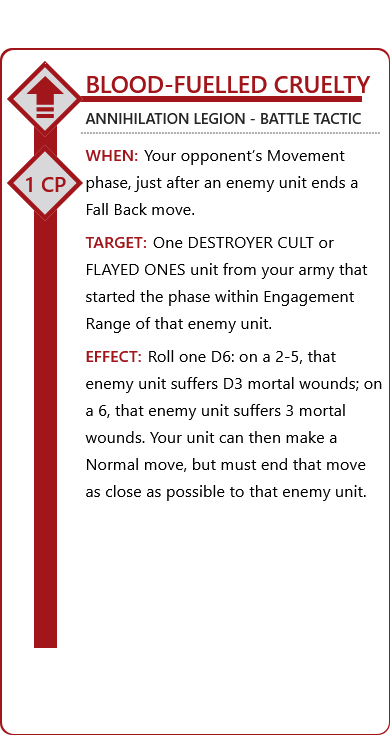 BLOOD-FUELLED CRUELTY
ANNIHILATION LEGION - BATTLE TACTIC
1 CP
WHEN: Your opponent’s Movement
phase, just after an enemy unit ends a
Fall Back move.
TARGET: One DESTROYER CULT or
FLAYED ONES unit from your army that
started the phase within Engagement
Range of that enemy unit.
EFFECT: Roll one D6: on a 2-5, that
enemy unit suffers D3 mortal wounds; on
a 6, that enemy unit suffers 3 mortal
wounds. Your unit can then make a
Normal move, but must end that move
as close as possible to that enemy unit.